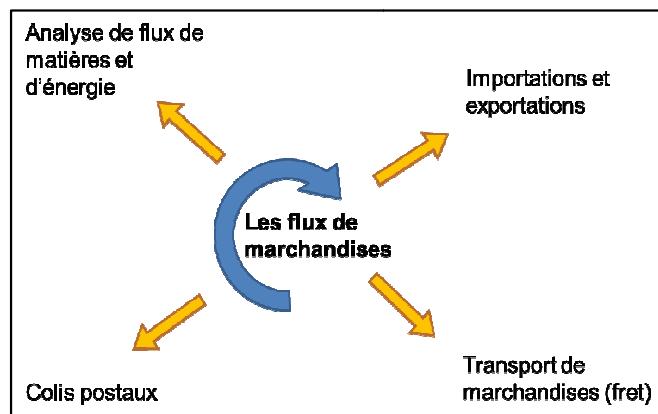 Analyse de flux de
matières et
d'énergie
Importations et
exportations
Les flux de
marchandises
Colis postaux
Transport de
marchandises (fret)